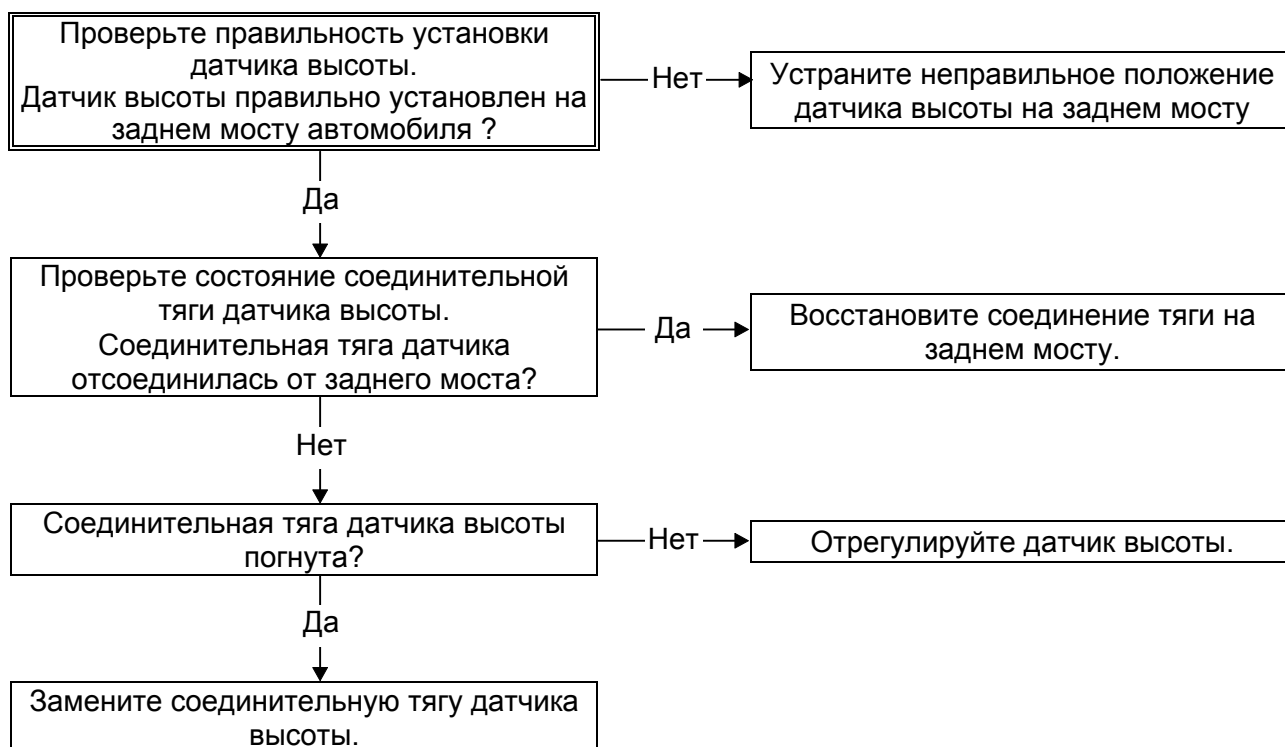 Проверьте правильность установки
датчика высоты.
Датчик высоты правильно установлен на
заднем мосту автомобиля ?
Нет
Устраните неправильное положение
датчика высоты на заднем мосту
Да
Проверьте состояние соединительной
тяги датчика высоты.
Соединительная тяга датчика
отсоединилась от заднего моста?
Да
Восстановите соединение тяги на
заднем мосту.
Нет
Соединительная тяга датчика высоты
погнута?
Нет
Отрегулируйте датчик высоты.
Да
Замените соединительную тягу датчика
высоты.